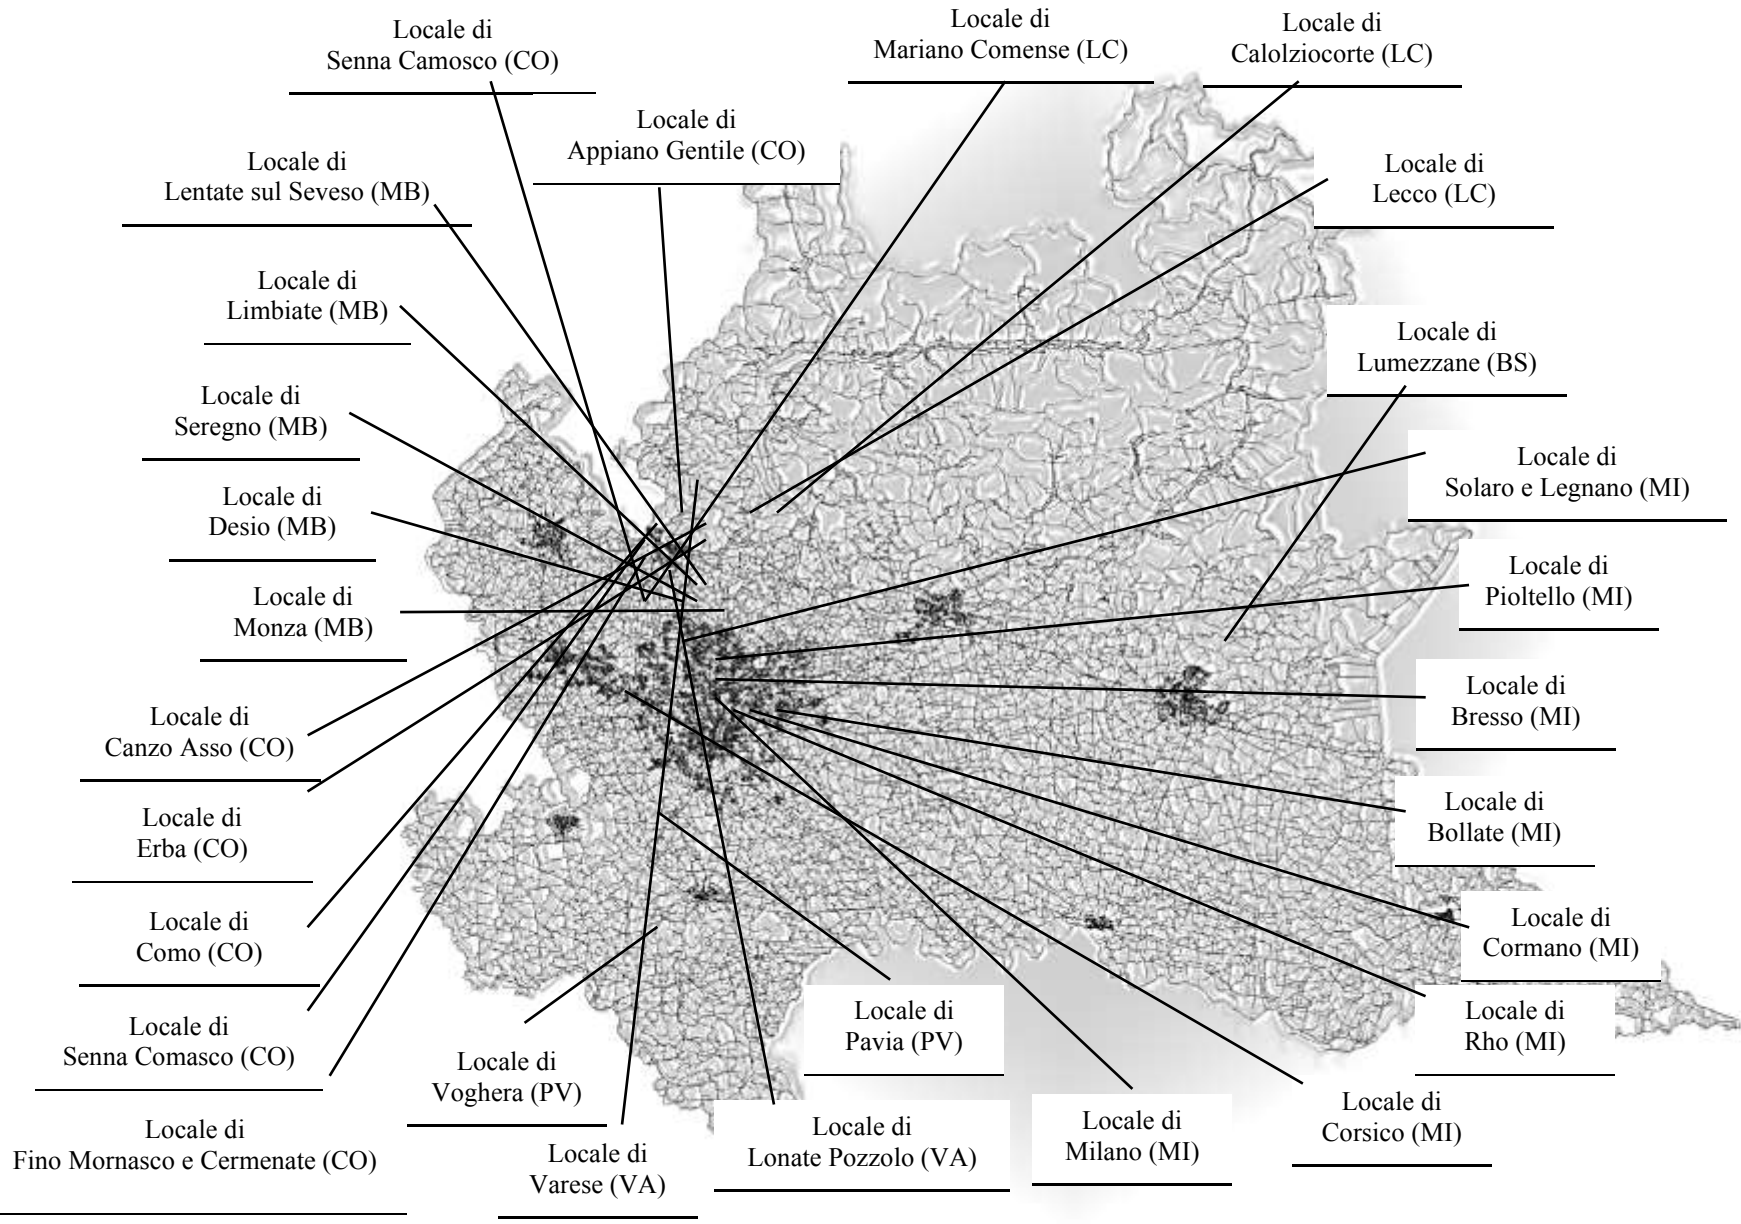 Locale di
Senna Camosco (CO)
Locale di
Mariano Comense (LC)
Locale di
Calolziocorte (LC)
Locale di
Appiano Gentile (CO)
Locale di
Lentate sul Seveso (MB)
Locale di
Lecco (LC)
Locale di
Limbiate (MB)
Locale di
Lumezzane (BS)
Locale di
Seregno (MB)
Locale di
Solaro e Legnano (MI)
Locale di
Desio (MB)
Locale di
Pioltello (MI)
Locale di
Monza (MB)
Locale di
Bresso (MI)
Locale di
Canzo Asso (CO)
Locale di
Bollate (MI)
Locale di
Erba (CO)
Locale di
Cormano (MI)
Locale di
Como (CO)
Locale di
Rho (MI)
Locale di
Pavia (PV)
Locale di
Senna Comasco (CO)
Locale di
Voghera (PV)
Locale di
Corsico (MI)
Locale di
Milano (MI)
Locale di
Lonate Pozzolo (VA)
Locale di
Fino Mornasco e Cermenate (CO)
Locale di
Varese (VA)